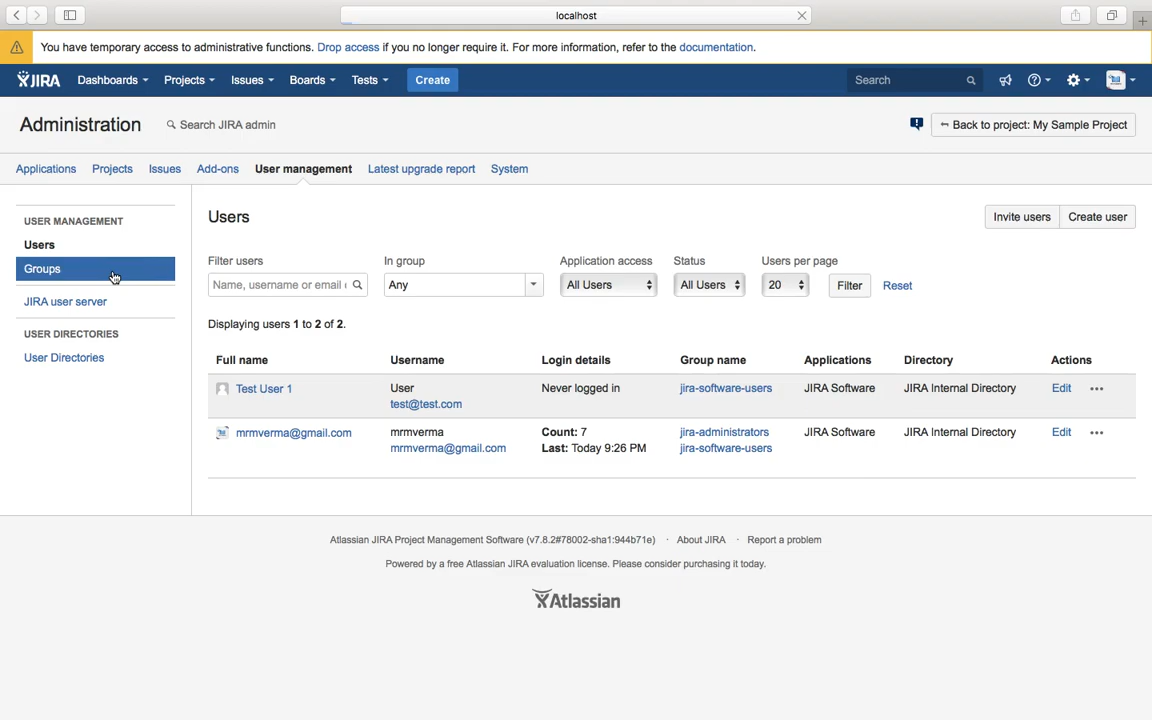 localhost
You have temporary access to administrative functions. Drop access if you no longer require it. For more information, refer to the documentation.
JIRA Dashboards Projects Issues Boards Tests Create Search
Administration Search JIRA admin Back to project: My Sample Project
Applications Projects Issues Add-ons User management Latest upgrade report System
USER MANAGEMENT
Users
Groups
JIRA user server
USER DIRECTORIES
User Directories
Users Invite users Create user
Filter users In group Application access Status Users per page
Name, username or email Any All Users All Users 20 Filter Reset
Displaying users 1 to 2 of 2.
Full name Username Login details Group name Applications Directory Actions
Test User 1 User Never logged in jira-software-users JIRA Software JIRA Internal Directory Edit
test@test.com
mrmverma@gmail.com mrmverma Count: 7 jira-administrators JIRA Software JIRA Internal Directory Edit
mrmverma@gmail.com Last: Today 9:26 PM jira-software-users
Atlassian JIRA Project Management Software (v7.8.2#78002-sha1:944b71e) · About JIRA · Report a problem
Powered by a free Atlassian JIRA evaluation license. Please consider purchasing it today.
Atlassian